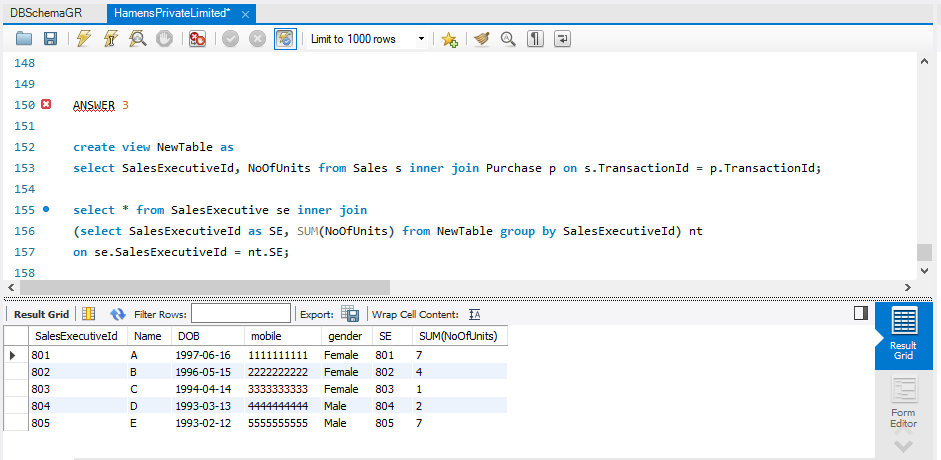 DBSchemaGR HamensPrivateLimited*
Limit to 1000 rows
148
149
150 ANSWER 3
151
152 create view NewTable as
153 select SalesExecutiveId, NoOfUnits from Sales s inner join Purchase p on s.TransactionId = p.TransactionId;
154
155 select * from SalesExecutive se inner join
156 (select SalesExecutiveId as SE, SUM(NoOfUnits) from NewTable group by SalesExecutiveId) nt
157 on se.SalesExecutiveId = nt.SE;
158
Result Grid Filter Rows: Export: Wrap Cell Content:
SalesExecutiveId Name DOB mobile gender SE SUM(NoOfUnits)
801 A 1997-06-16 1111111111 Female 801 7
802 B 1996-05-15 2222222222 Female 802 4
803 C 1994-04-14 3333333333 Female 803 1
804 D 1993-03-13 4444444444 Male 804 2
805 E 1993-02-12 5555555555 Male 805 7
Result
Grid
Form
Editor